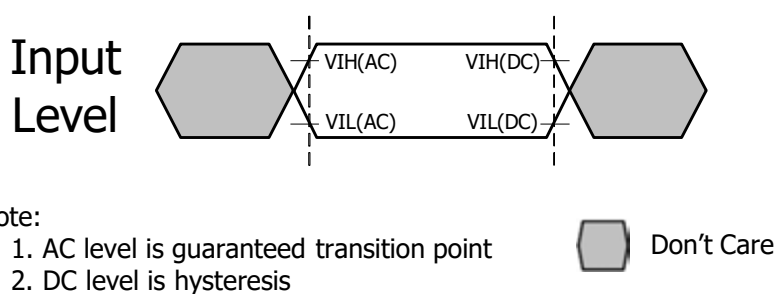 Input
Level
VIH(AC) VIH(DC)
VIL(AC) VIL(DC)
ote:
1. AC level is guaranteed transition point
2. DC level is hysteresis
Don’t Care